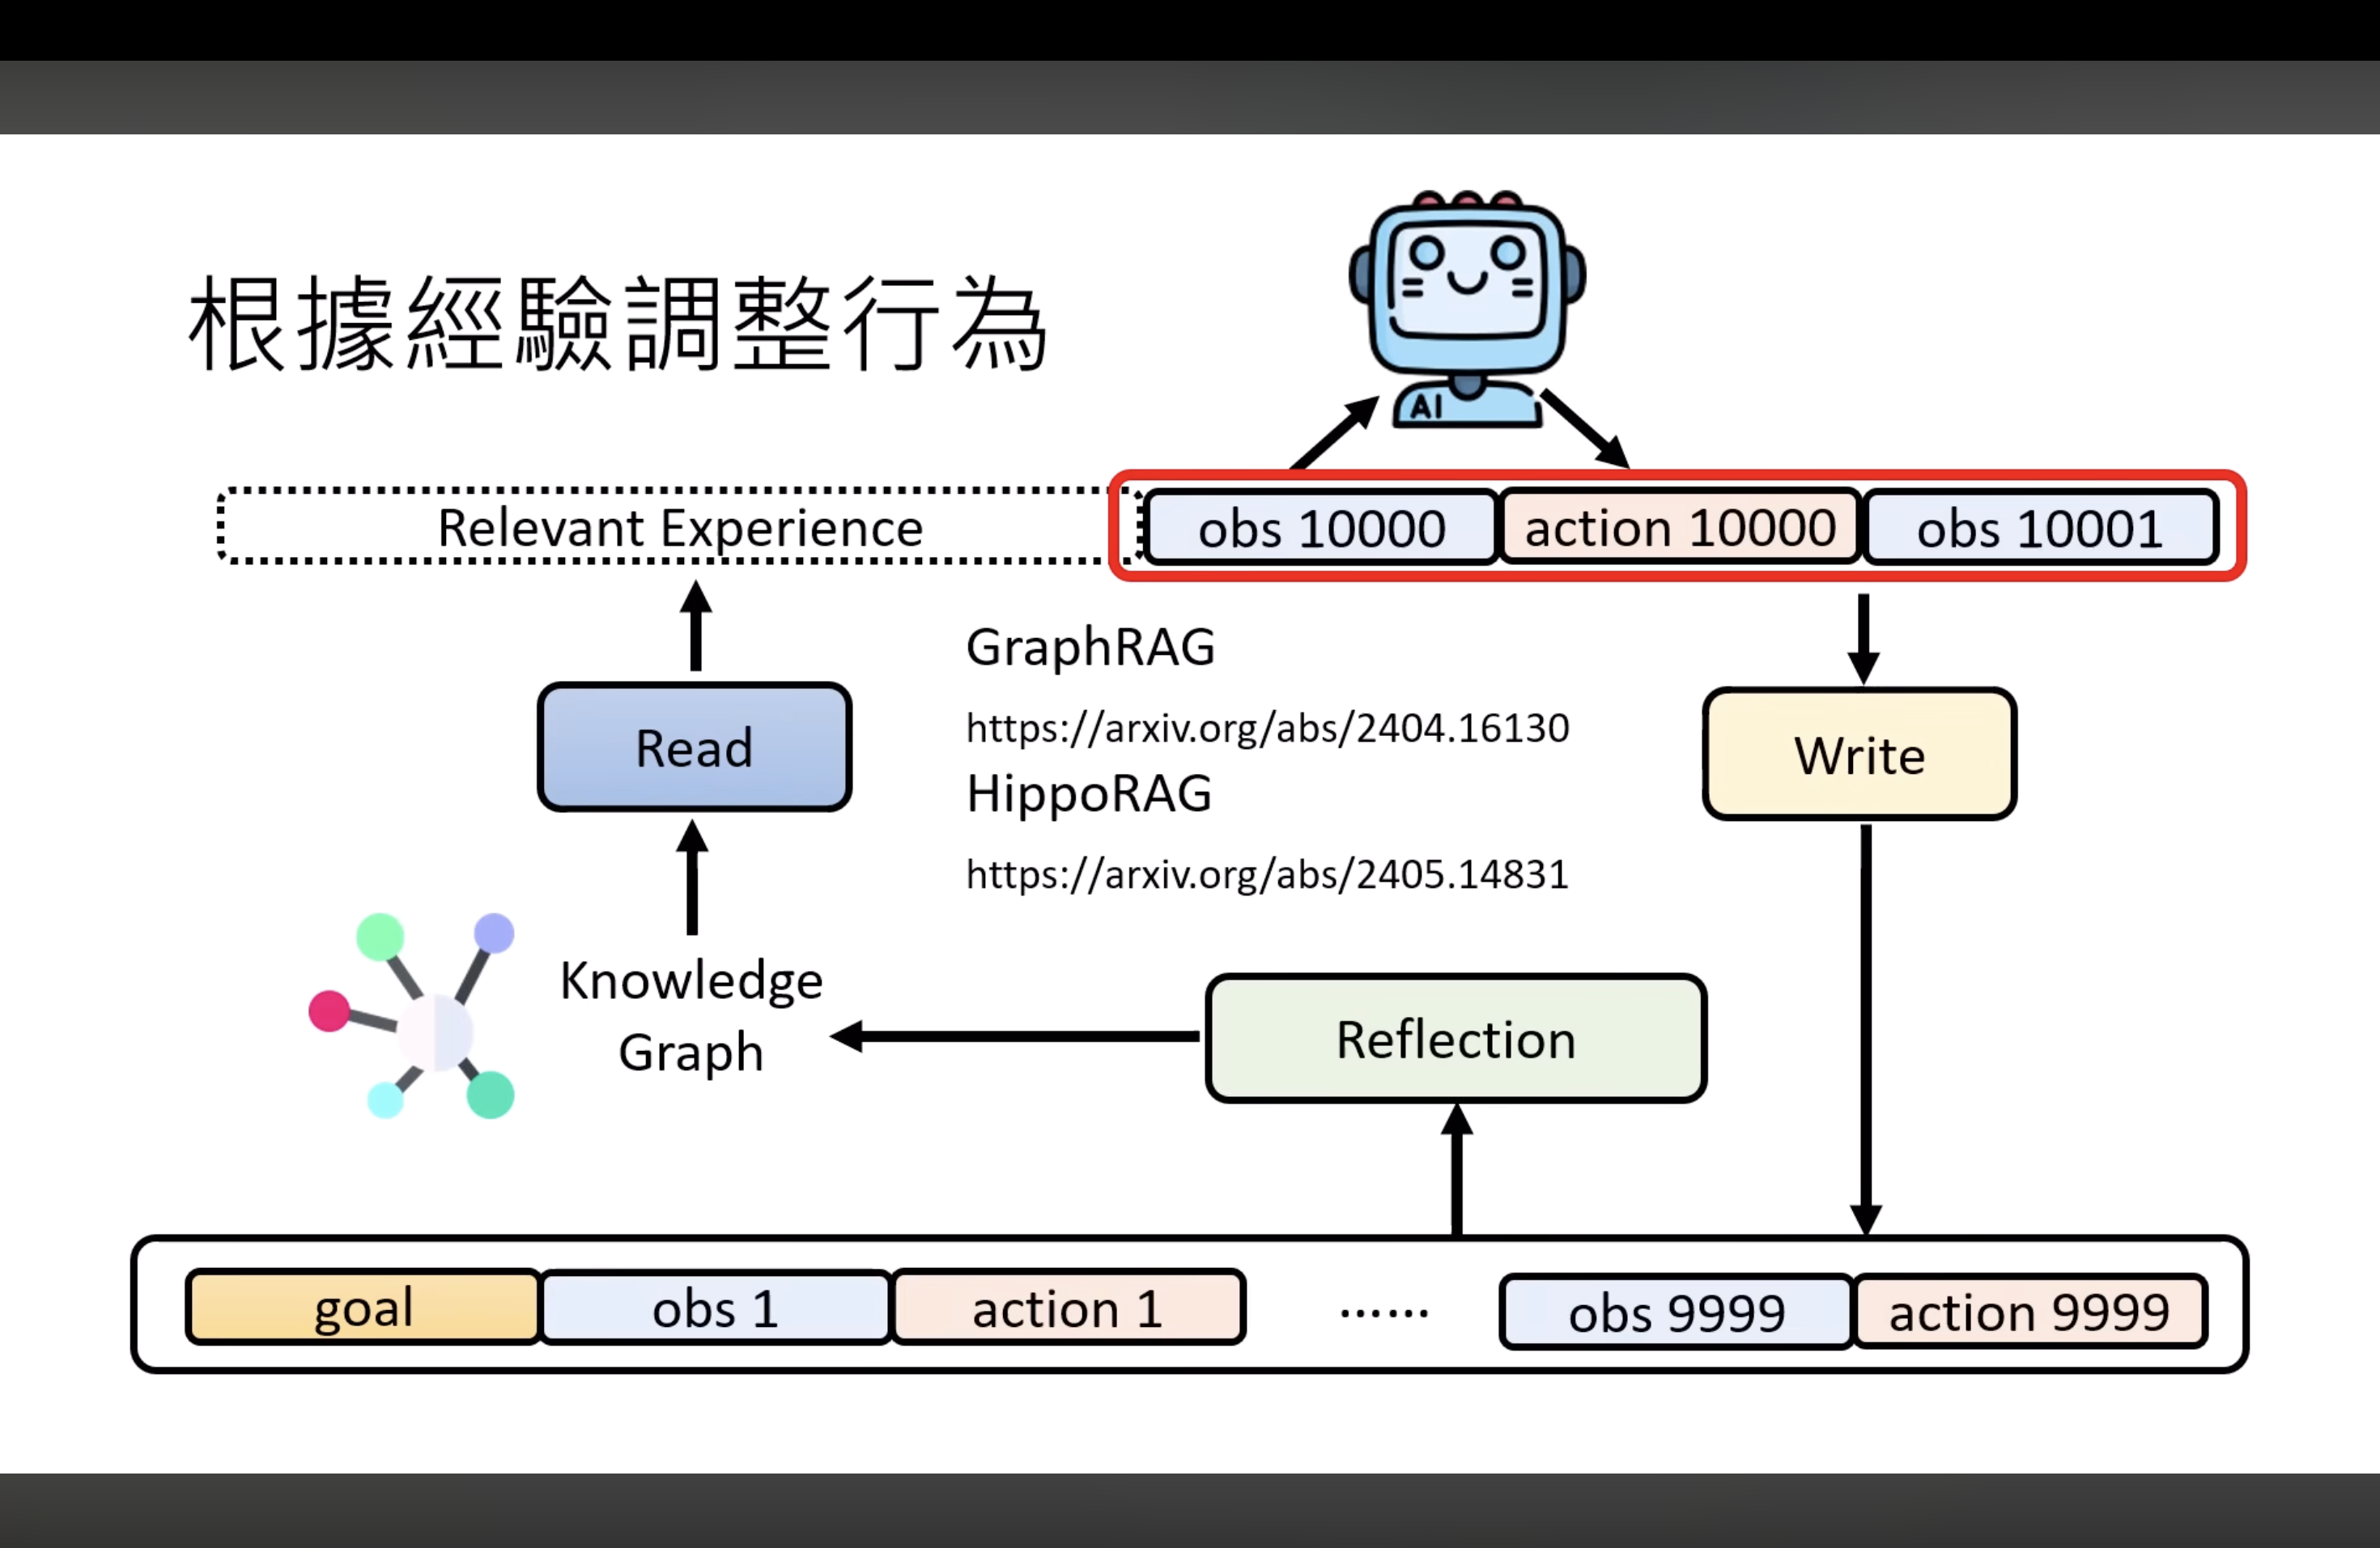 根據經驗調整行為
AI
Relevant Experience
obs 10000
action 10000
obs 10001
GraphRAG
https://arxiv.org/abs/2404.16130
HippoRAG
https://arxiv.org/abs/2405.14831
Read
Write
Knowledge
Graph
Reflection
goal
obs 1
action 1
......
obs 9999
action 9999